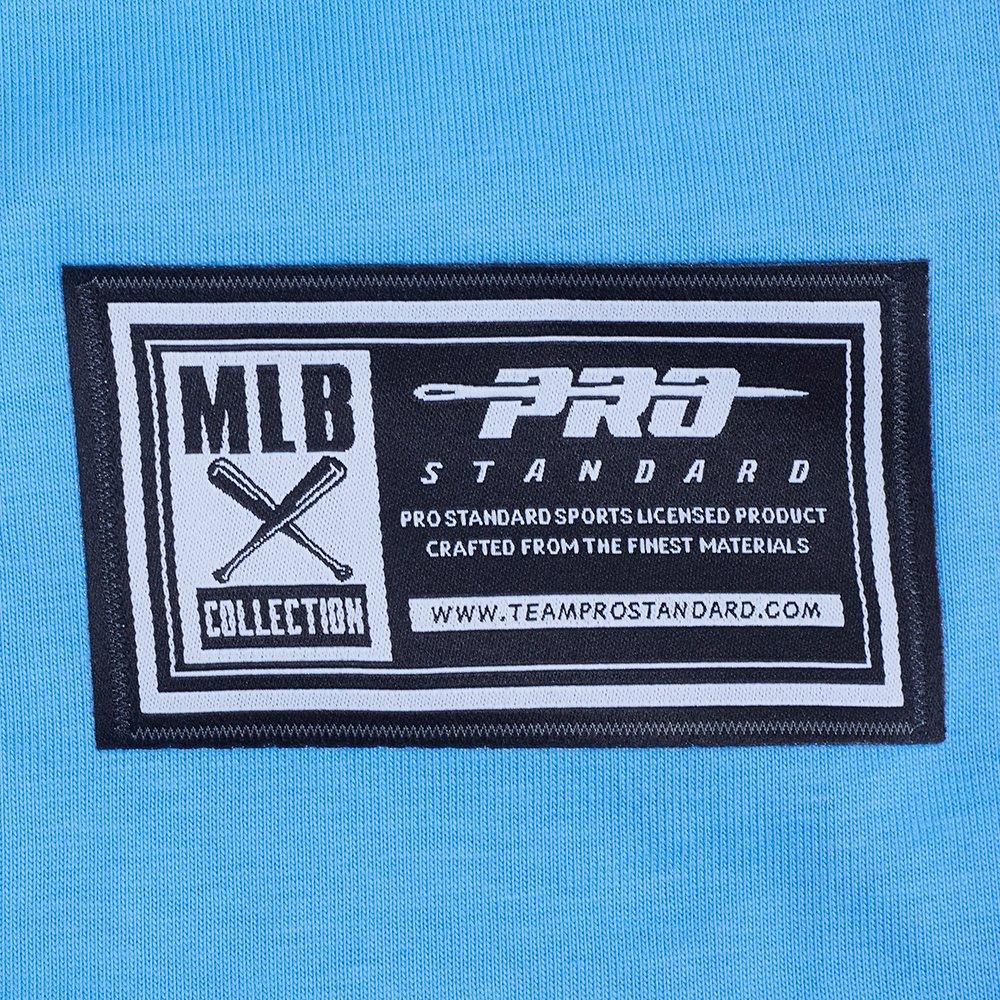 MLB
COLLECTION
PRO
STANDARD
PRO STANDARD SPORTS LICENSED PRODUCT
CRAFTED FROM THE FINEST MATERIALS
WWW.TEAMPROSTANDARD.COM